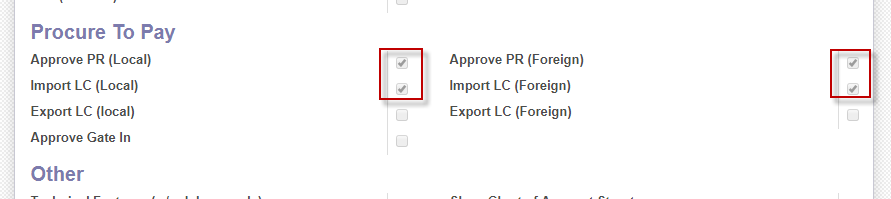 Procure To Pay
Approve PR (Local) Approve PR (Foreign)
Import LC (Local) Import LC (Foreign)
Export LC (local) Export LC (Foreign)
Approve Gate In
Other